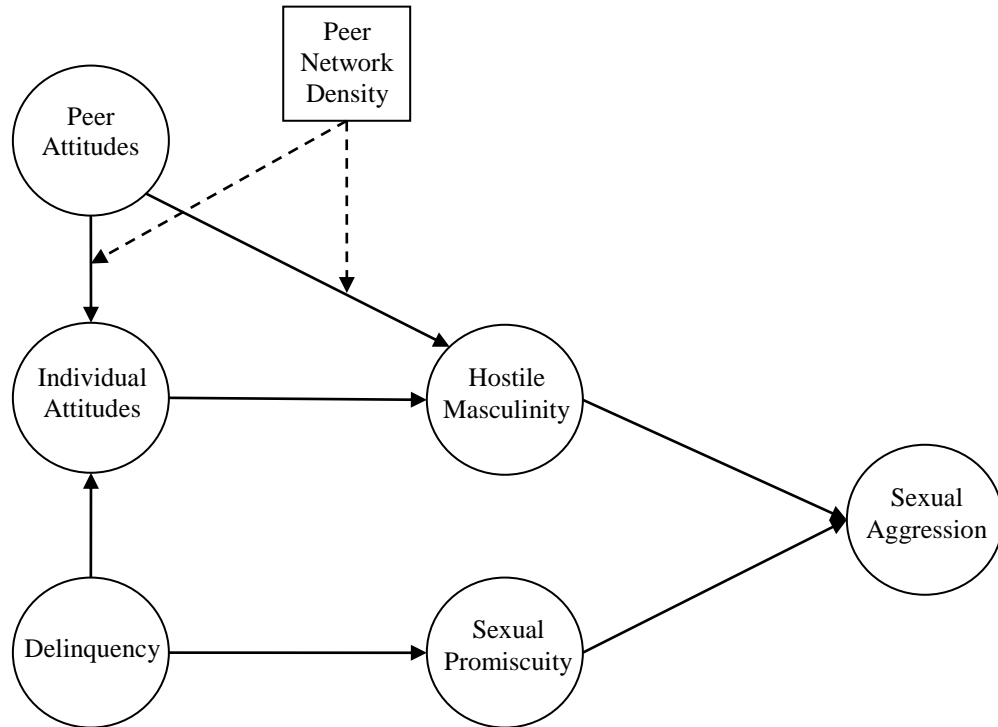 Peer
Network
Density
Peer
Attitudes
Individual
Attitudes
Hostile
Masculinity
Sexual
Aggression
Delinquency
Sexual
Promiscuity